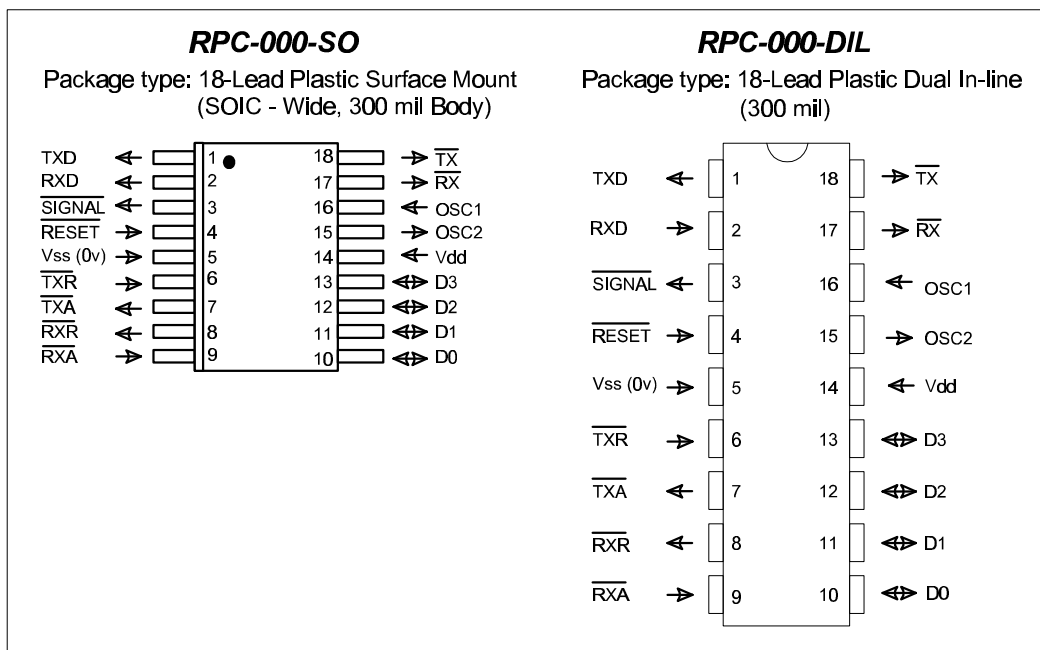 RPC-000-SO
Package type: 18-Lead Plastic Surface Mount
(SOIC - Wide, 300 mil Body)
TXD 1 18 TX
RXD 2 17 RX
SIGNAL 3 16 OSC1
RESET 4 15 OSC2
Vss (0v) 5 14 Vdd
TXR 6 13 D3
TXA 7 12 D2
RXR 8 11 D1
RXA 9 10 D0
RPC-000-DIL
Package type: 18-Lead Plastic Dual In-line
(300 mil)
TXD 1 18 TX
RXD 2 17 RX
SIGNAL 3 16 OSC1
RESET 4 15 OSC2
Vss (0v) 5 14 Vdd
TXR 6 13 D3
TXA 7 12 D2
RXR 8 11 D1
RXA 9 10 D0